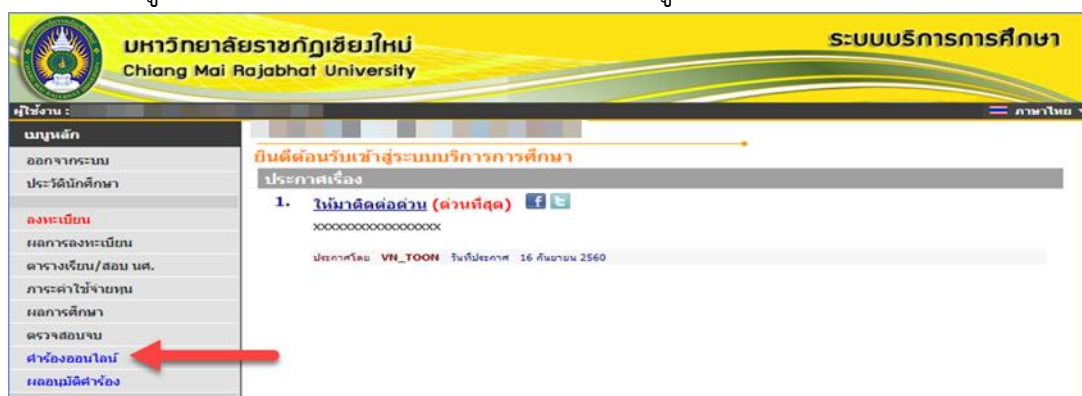 มหาวิทยาลัยราชภัฏเชียงใหม่
Chiang Mai Rajabhat University
ระบบบริการการศึกษา
ผู้ใช้งาน :
ภาษาไทย
เมนูหลัก
ออกจากระบบ
ประวัตินักศึกษา
ลงทะเบียน
ผลการลงทะเบียน
ตารางเรียน/สอบ นศ.
ภาระค่าใช้จ่ายทุน
ผลการศึกษา
ตรวจสอบจบ
คำร้องออนไลน์
ผลอนุมัติคำร้อง
ยินดีต้อนรับเข้าสู่ระบบบริการการศึกษา
ประกาศเรื่อง
1. ให้มาติดต่อด่วน (ด่วนที่สุด)
xxxxxxxxxxxxxxxxx
ประกาศโดย VN_TOON วันที่ประกาศ 16 กันยายน 2560